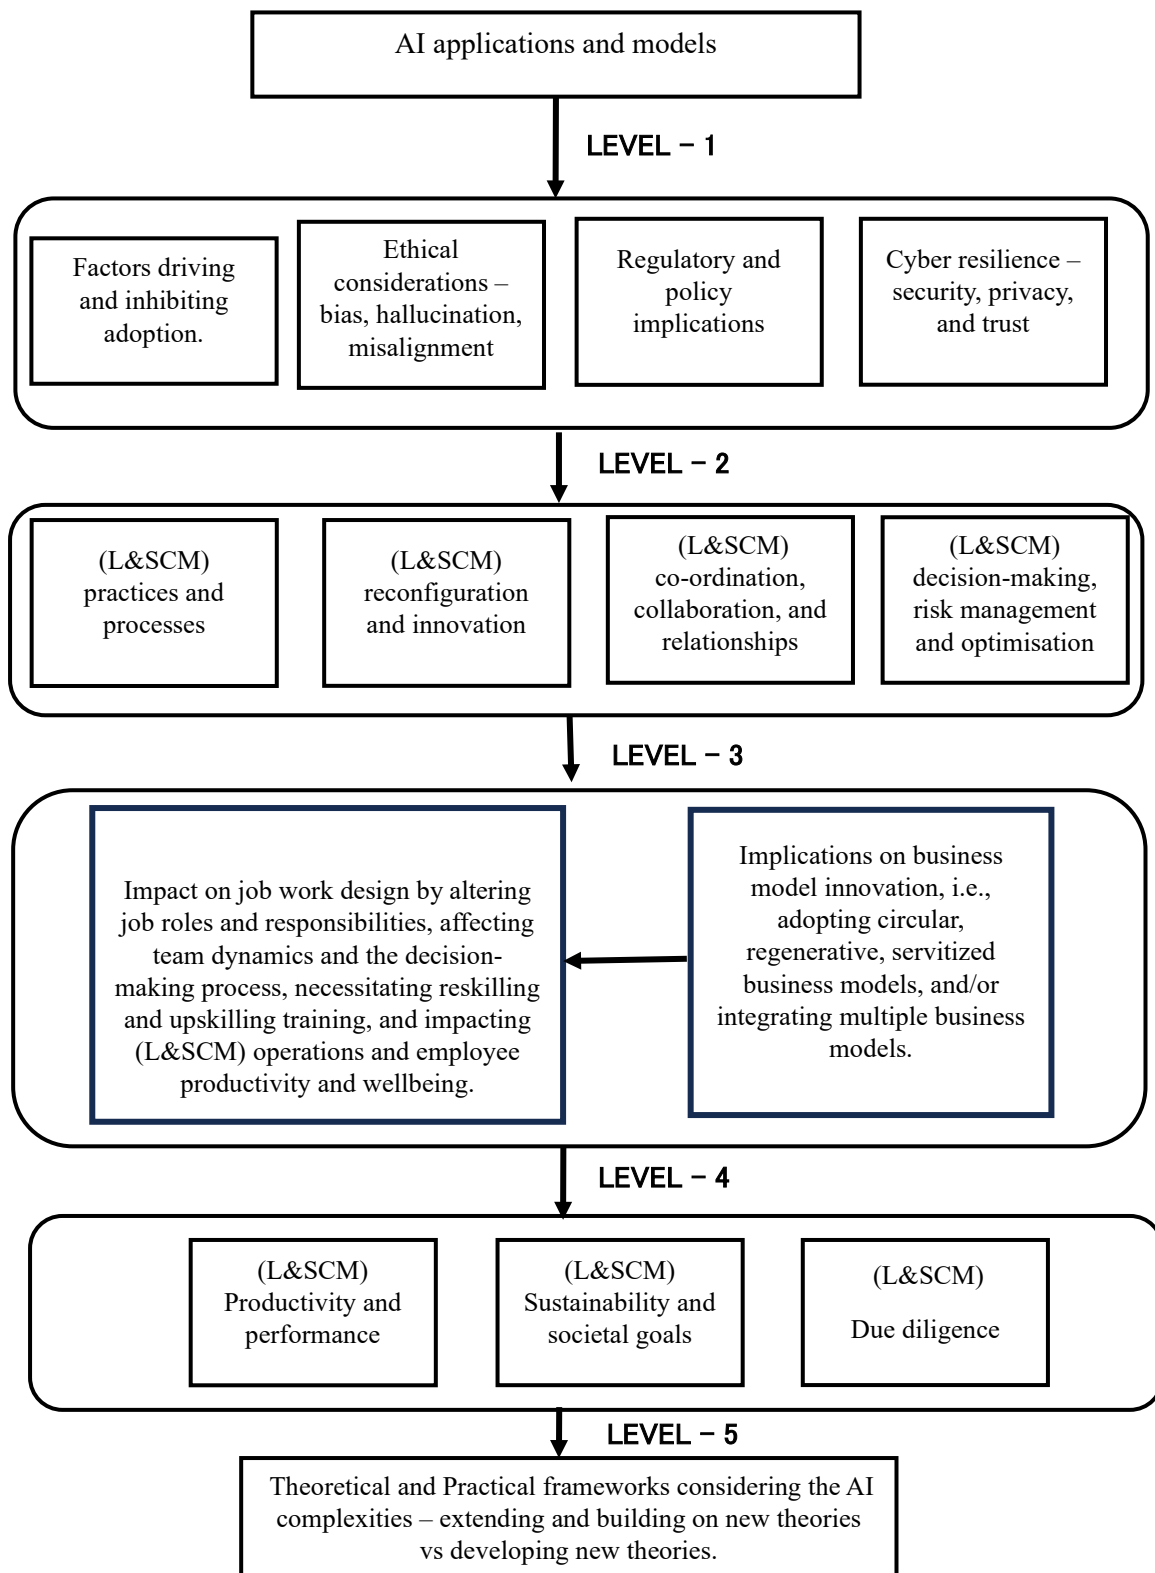 AI applications and models
LEVEL – 1
Factors driving
and inhibiting
adoption.
Ethical
considerations –
bias, hallucination,
misalignment
Regulatory and
policy
implications
Cyber resilience –
security, privacy,
and trust
LEVEL – 2
(L&SCM)
practices and
processes
(L&SCM)
reconfiguration
and innovation
(L&SCM)
co-ordination,
collaboration, and
relationships
(L&SCM)
decision-making,
risk management
and optimisation
LEVEL – 3
Impact on job work design by altering
job roles and responsibilities, affecting
team dynamics and the decision-
making process, necessitating reskilling
and upskilling training, and impacting
(L&SCM) operations and employee
productivity and wellbeing.
Implications on business
model innovation, i.e.,
adopting circular,
regenerative, servitized
business models, and/or
integrating multiple business
models.
LEVEL – 4
(L&SCM)
Productivity and
performance
(L&SCM)
Sustainability and
societal goals
(L&SCM)
Due diligence
LEVEL – 5
Theoretical and Practical frameworks considering the AI
complexities – extending and building on new theories
vs developing new theories.